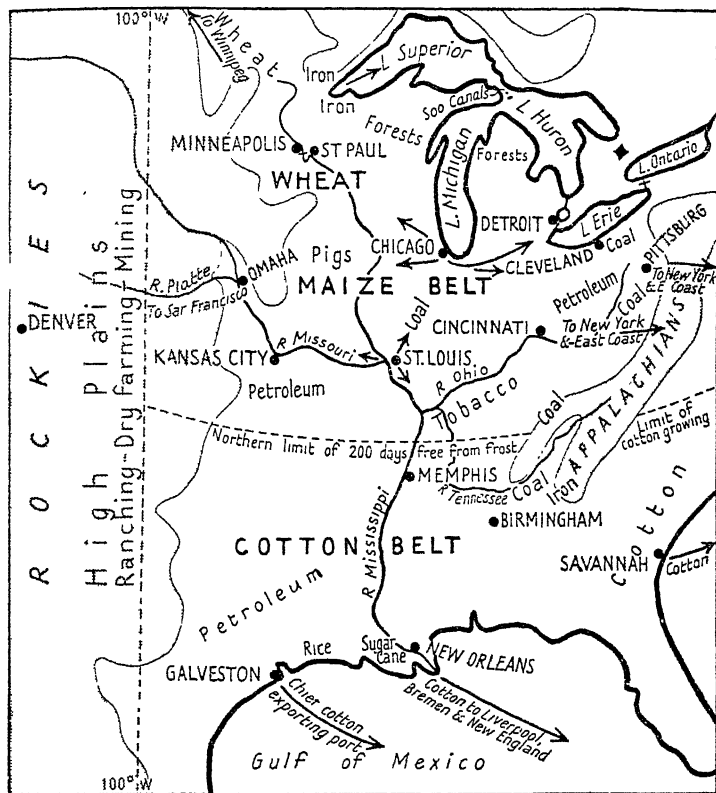 100° W
To Winnipeg
Wheat
Iron
L Superior
Iron
Soo Canals
L Huron
Forests
Forests
MINNEAPOLIS
ST PAUL
WHEAT
L. Michigan
L. Ontario
DETROIT
L Erie
CHICAGO
CLEVELAND
Coal
PITTSBURG
To New York
& E Coast
OMAHA
Pigs
R. Platte
To Sar Francisco
MAIZE BELT
Petroleum
Coal
DENVER
Coal
CINCINNATI
To New York
& East Coast
KANSAS CITY
R Missouri
ST. LOUIS
R Ohio
Petroleum
Tobacco
Coal
APPALACHIANS
Limit of
cotton growing
Northern limit of 200 days free from frost
MEMPHIS
R Tennessee
Coal
Iron
BIRMINGHAM
Cotton
R Mississippi
COTTON BELT
SAVANNAH
Cotton
ROCKIES
High Plains
Ranching-Dry Farming-Mining
Petroleum
Rice
Sugar
Cane
NEW ORLEANS
GALVESTON
Chier cotton
exporting port
Cotton to Liverpool,
Bremen & New England
Gulf of Mexico
100° W